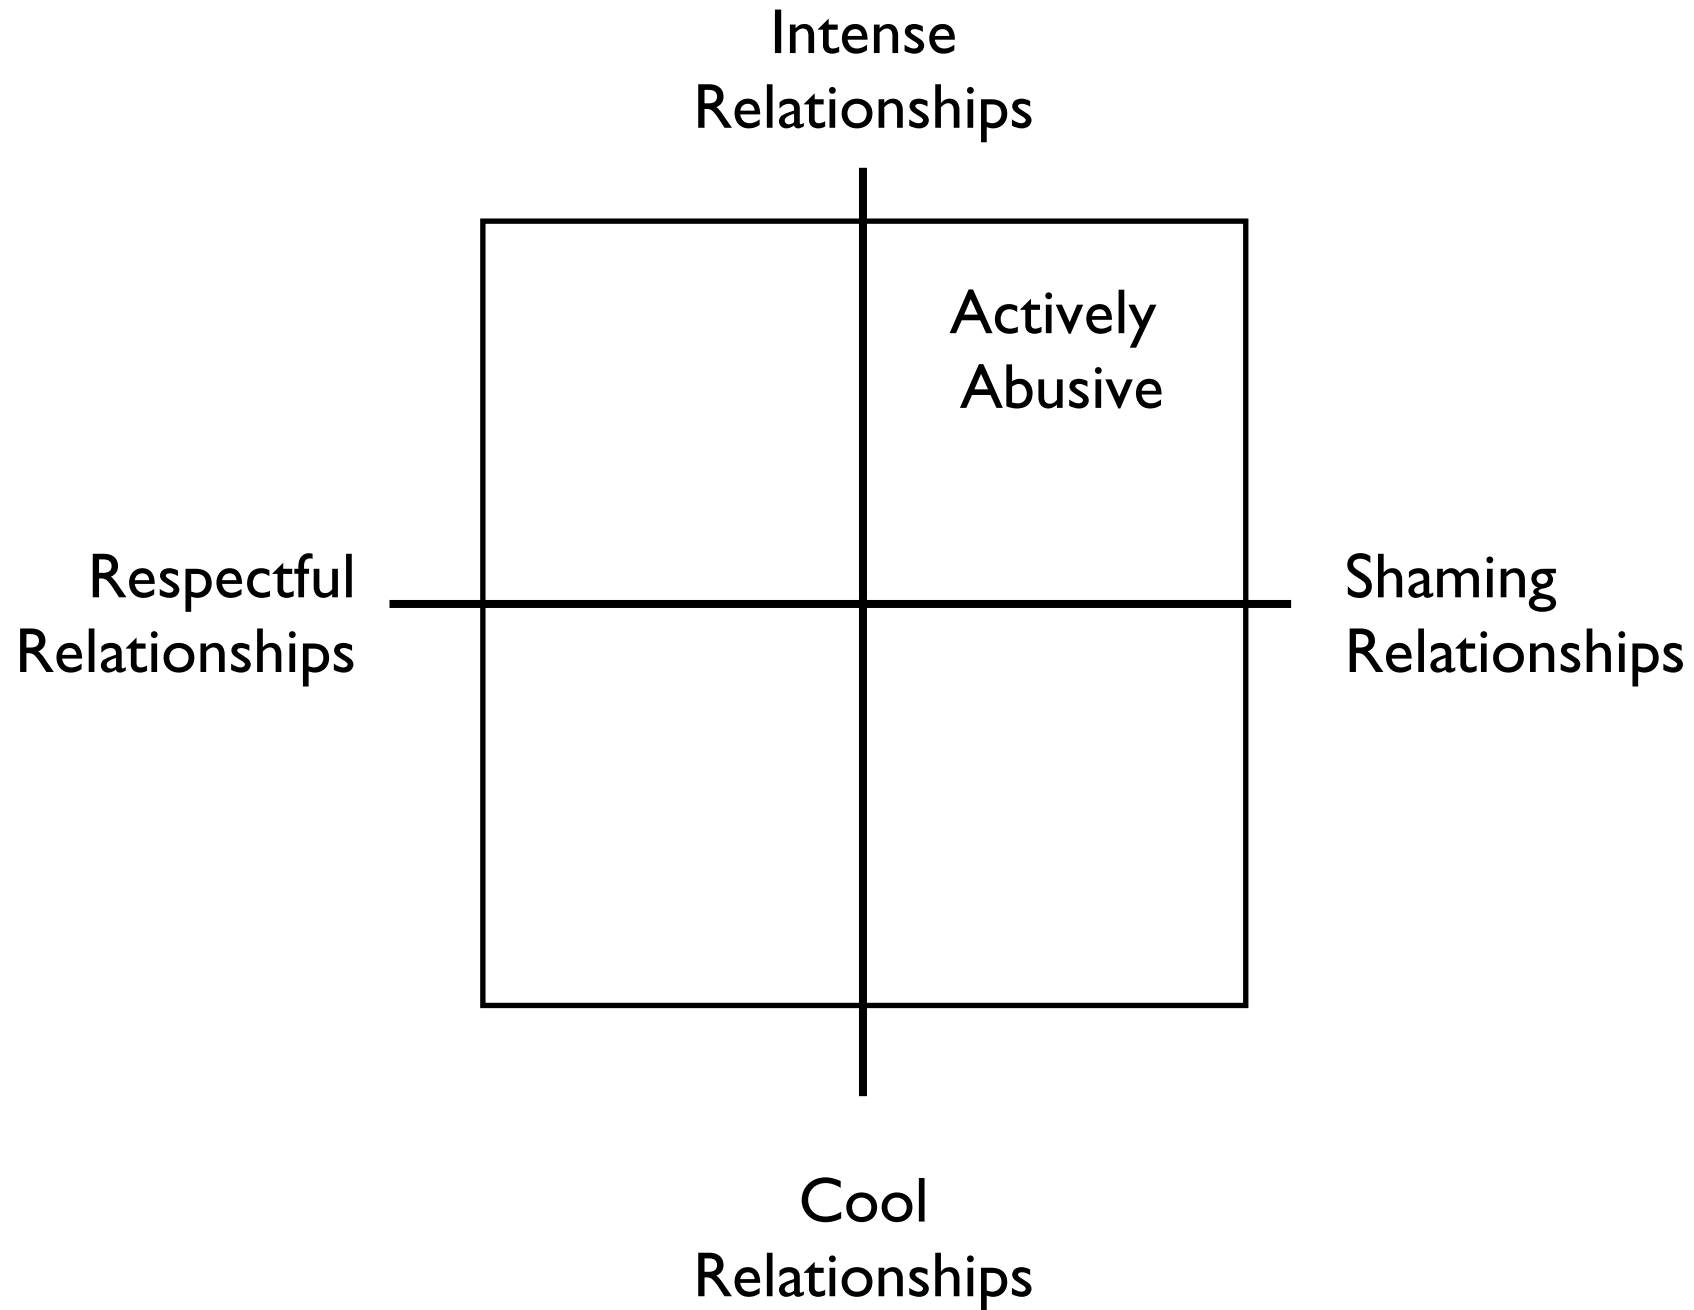 Intense
Relationships
Actively
Abusive
Respectful
Relationships
Shaming
Relationships
Cool
Relationships